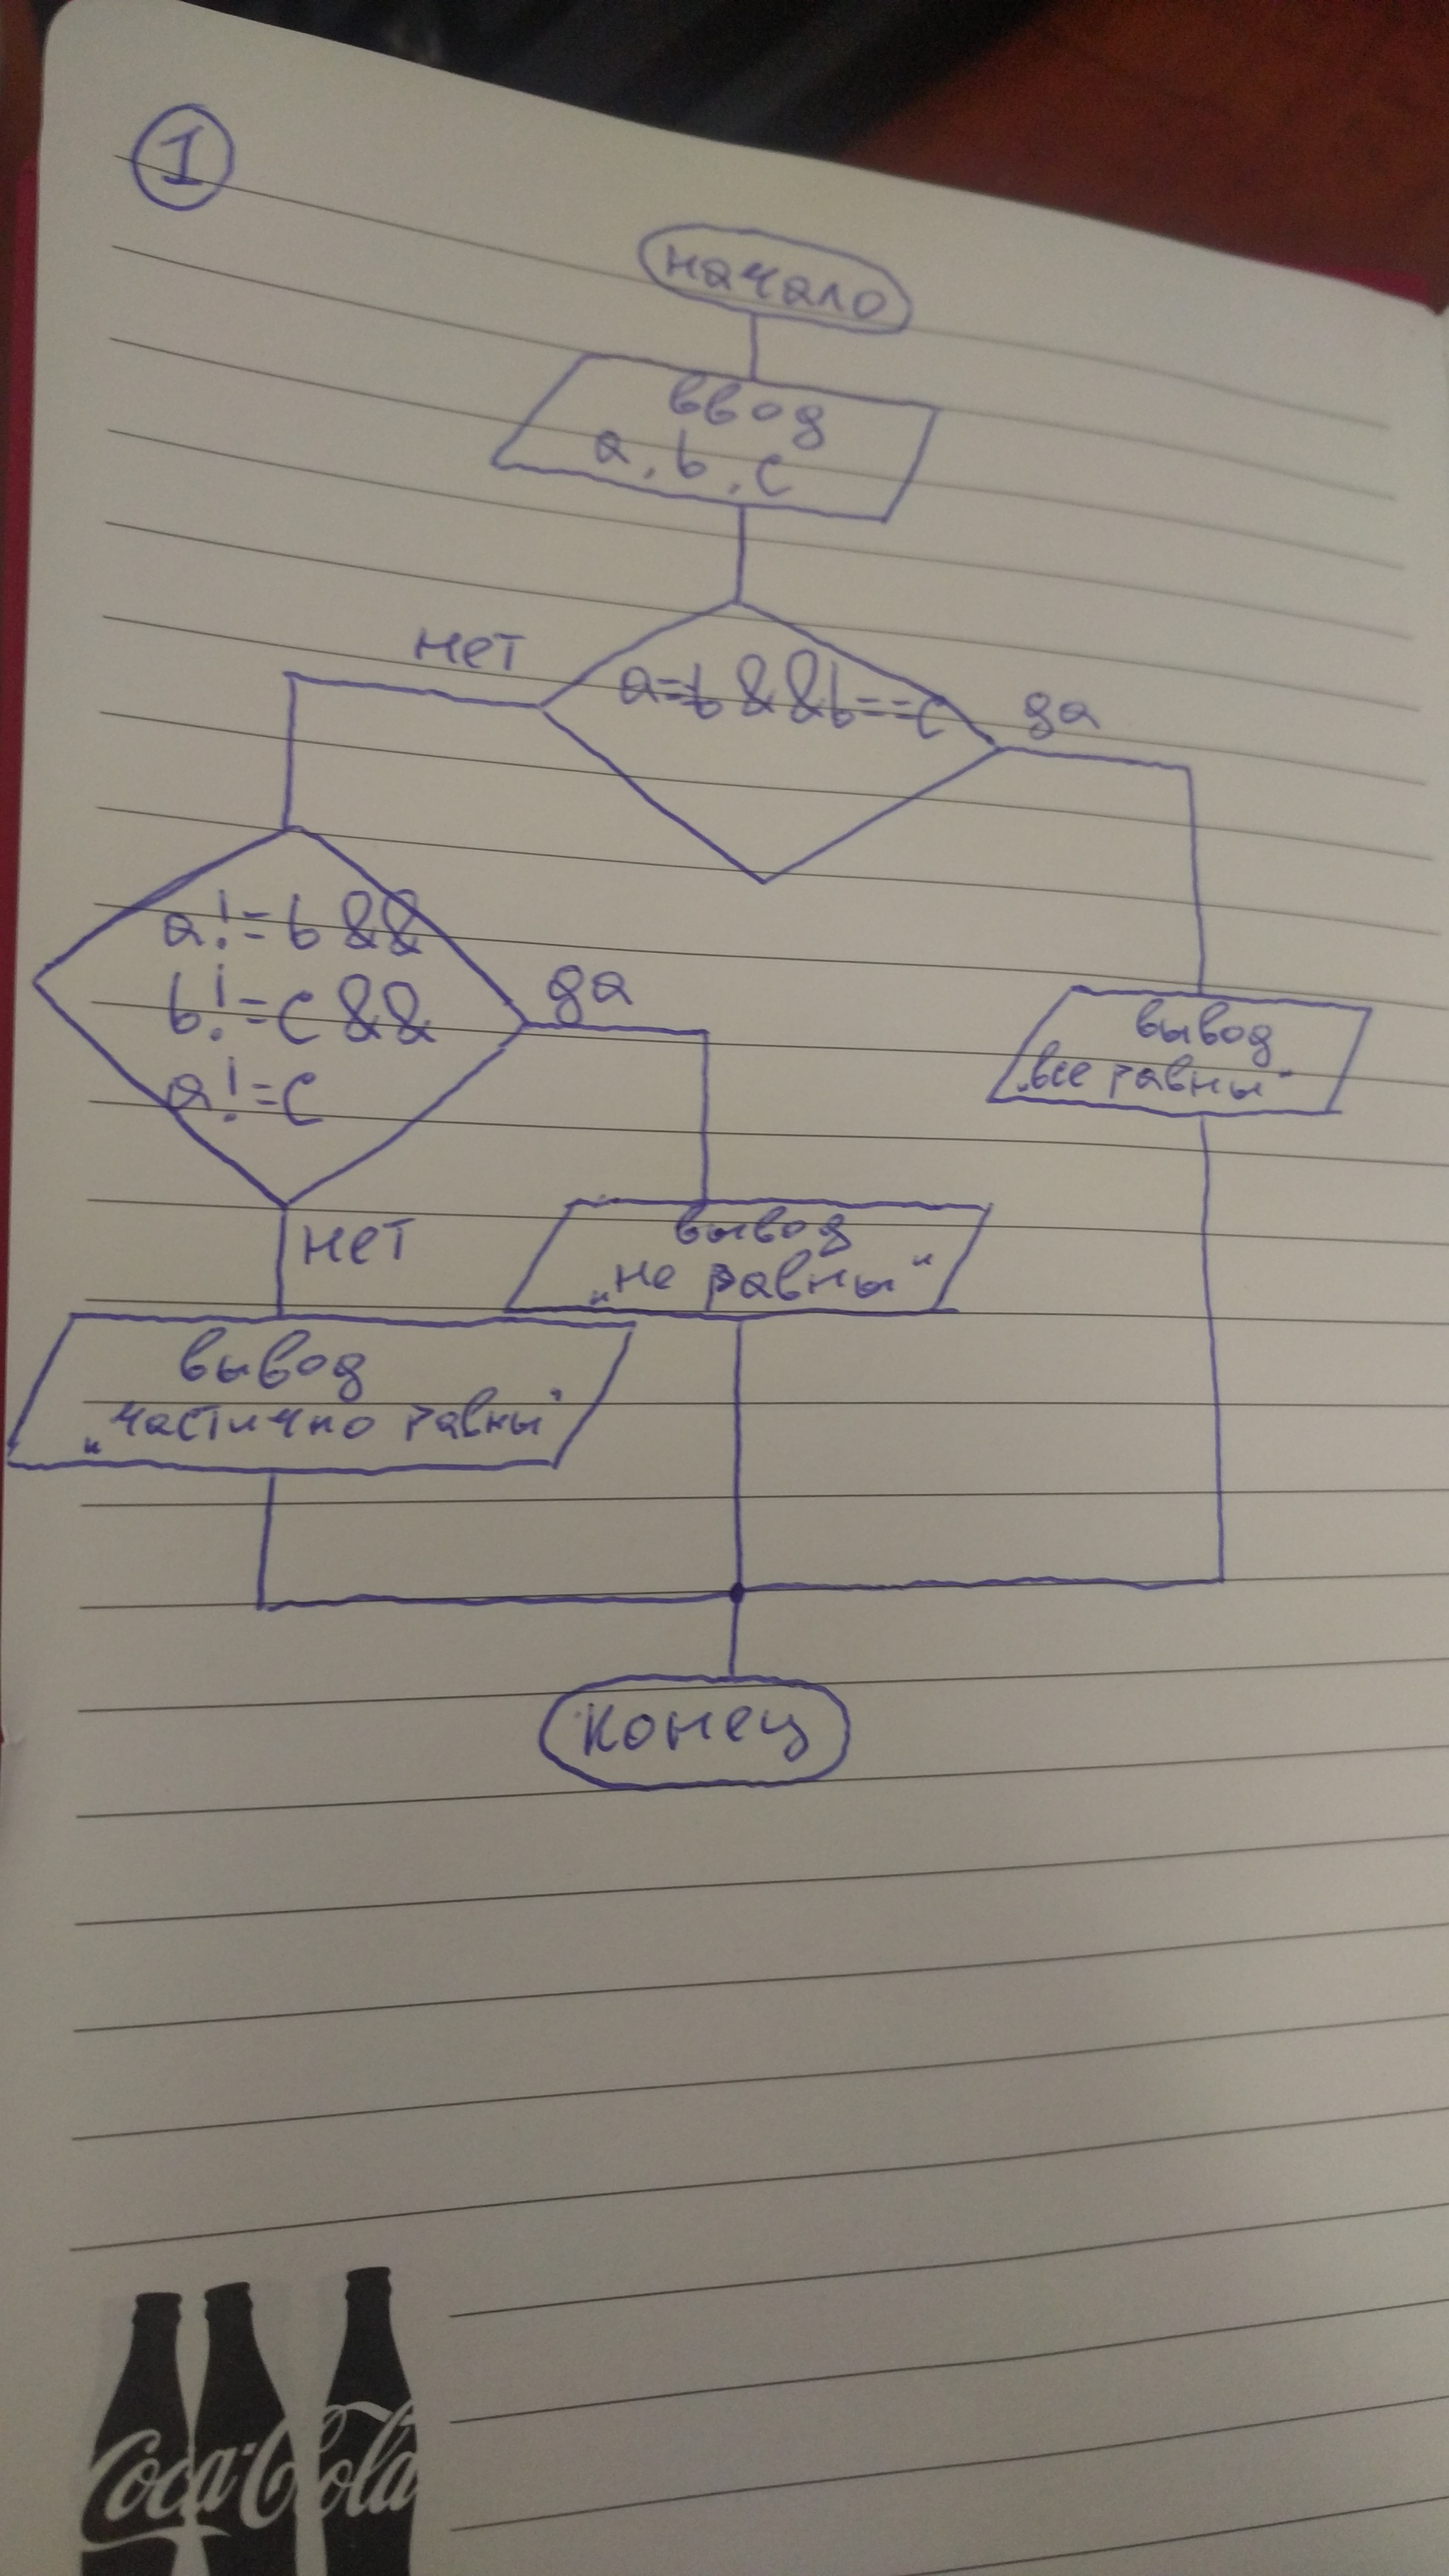 1
начало
ввод
a, b, c
нет
a==b && b==c
да
a != b &&
b != c &&
a != c
да
вывод
„все равны“
нет
вывод
„не равны“
вывод
„частично равны“
конец
Coca-Cola